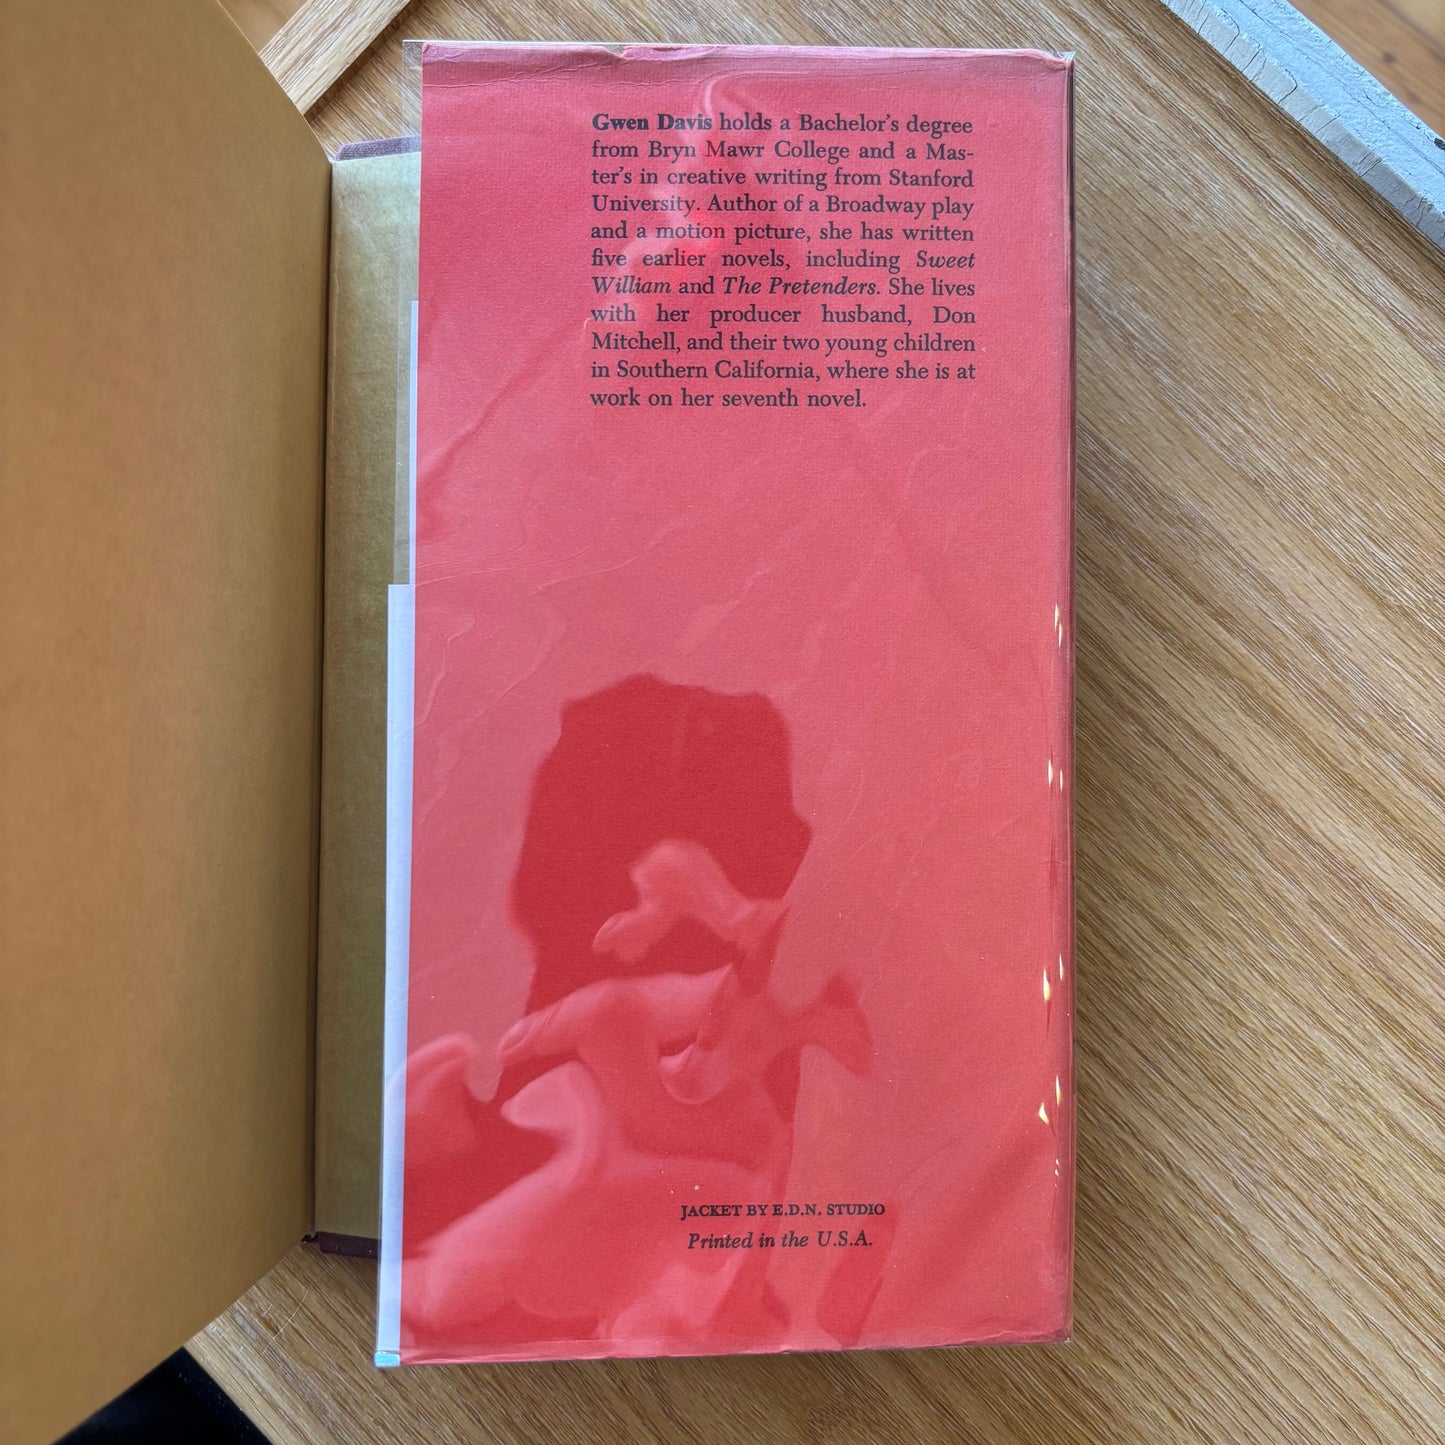 Gwen Davis holds a Bachelor's degree
from Bryn Mawr College and a Mas-
ter's in creative writing from Stanford
University. Author of a Broadway play
and a motion picture, she has written
five earlier novels, including Sweet
William and The Pretenders. She lives
with her producer husband, Don
Mitchell, and their two young children
in Southern California, where she is at
work on her seventh novel.
JACKET BY E.D.N. STUDIO
Printed in the U.S.A.